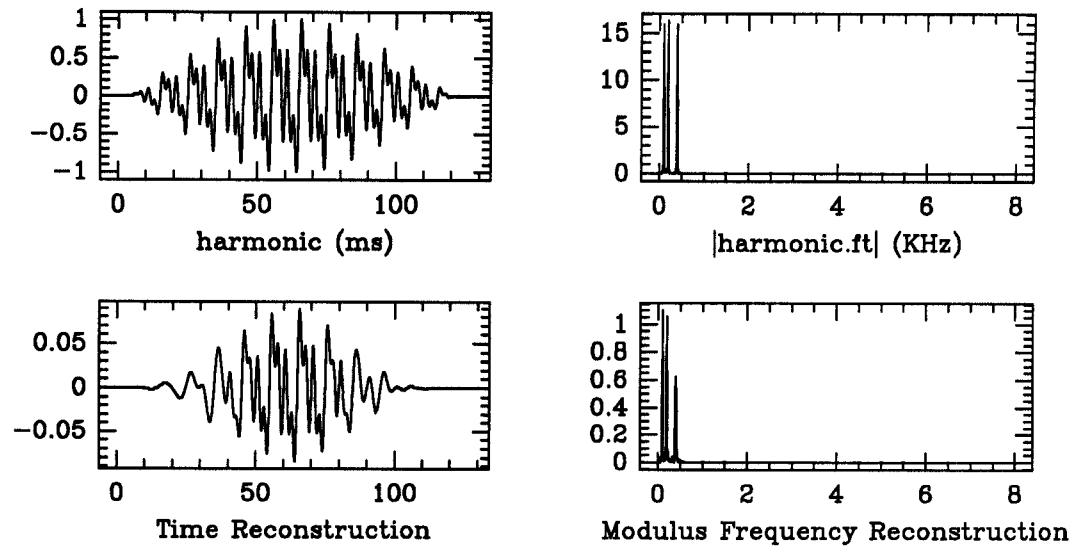 1
0.5
0
−0.5
−1
0 50 100
harmonic (ms)
15
10
5
0
0 2 4 6 8
|harmonic.ft| (KHz)
0.05
0
−0.05
0 50 100
Time Reconstruction
1
0.8
0.6
0.4
0.2
0
0 2 4 6 8
Modulus Frequency Reconstruction